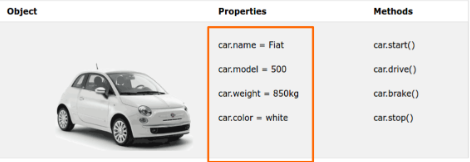 Object Properties Methods
car.name = Fiat car.start()
car.model = 500 car.drive()
car.weight = 850kg car.brake()
car.color = white car.stop()